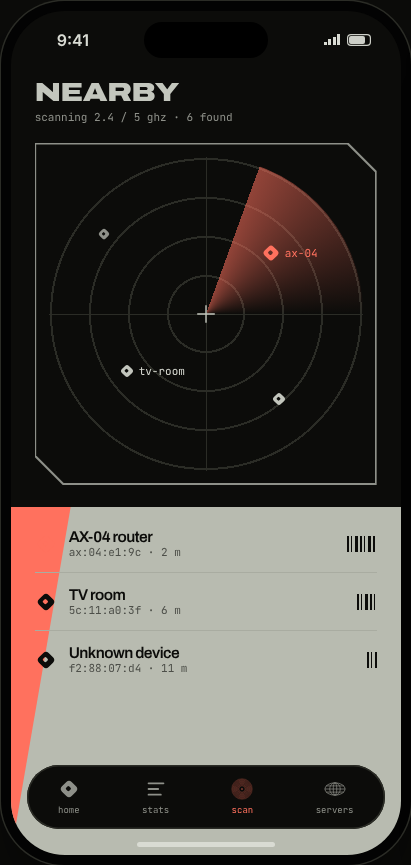 9:41
NEARBY
scanning 2.4 / 5 ghz · 6 found
ax-04
tv-room
AX-04 router
ax:04:e1:9c · 2 m
TV room
5c:11:a0:3f · 6 m
Unknown device
f2:88:07:d4 · 11 m
home stats scan servers